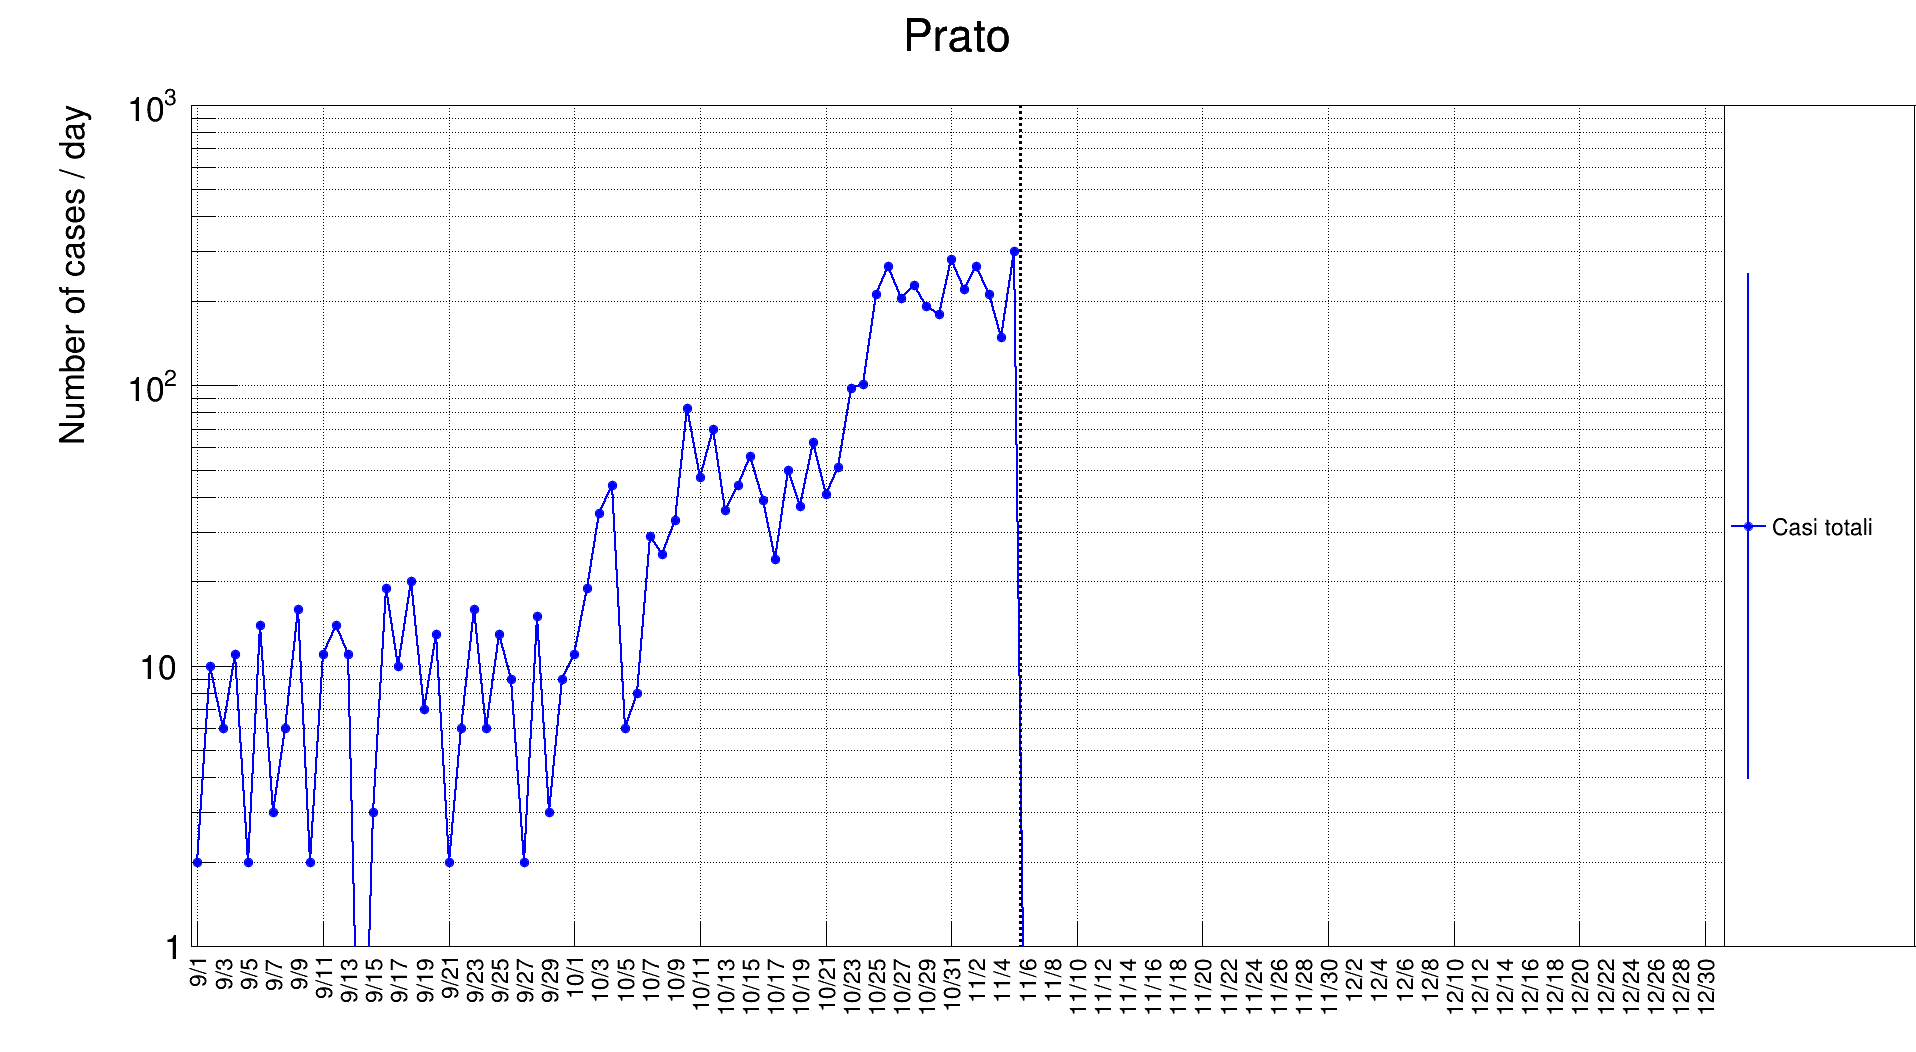 Prato
Number of cases / day
10³
10²
10
1
9/1 9/3 9/5 9/7 9/9 9/11 9/13 9/15 9/17 9/19 9/21 9/23 9/25 9/27 9/29 10/1 10/3 10/5 10/7 10/9 10/11 10/13 10/15 10/17 10/19 10/21 10/23 10/25 10/27 10/29 10/31 11/2 11/4 11/6 11/8 11/10 11/12 11/14 11/16 11/18 11/20 11/22 11/24 11/26 11/28 11/30 12/2 12/4 12/6 12/8 12/10 12/12 12/14 12/16 12/18 12/20 12/22 12/24 12/26 12/28 12/30
Casi totali